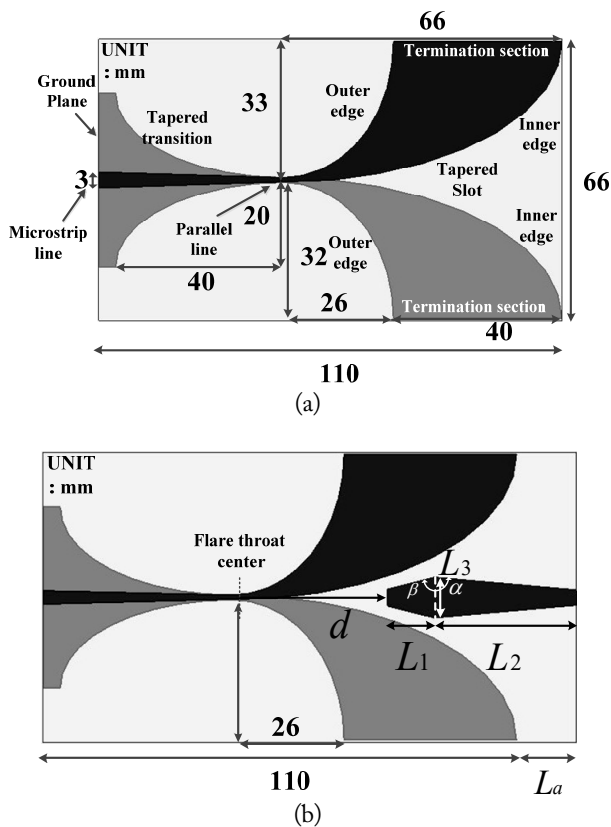 66
UNIT
: mm
Termination section
Ground
Plane
Tapered
transition
33
Outer
edge
Inner
edge
3
Tapered
Slot
66
20
Microstrip
line
Parallel
line
32
Outer
edge
Inner
edge
40
26
Termination section
40
110
(a)
UNIT
: mm
Flare throat
center
L3
β
α
d
L1
L2
26
110
La
(b)